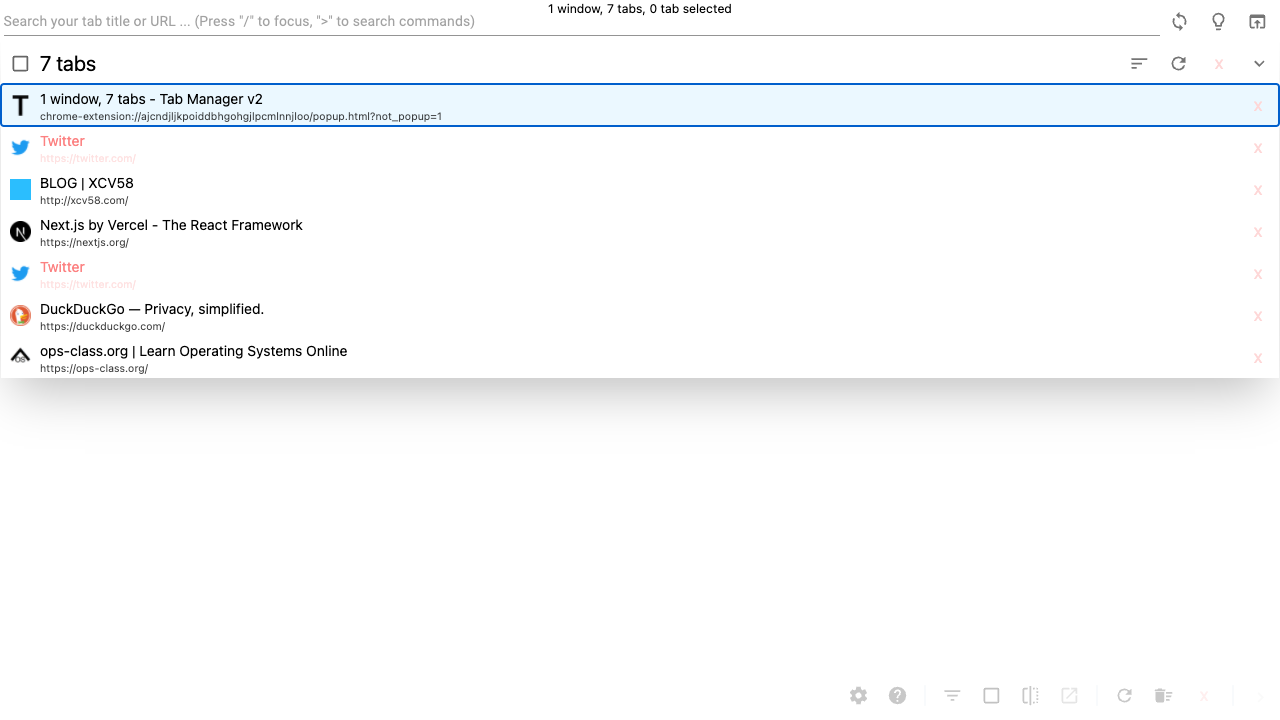 1 window, 7 tabs, 0 tab selected
Search your tab title or URL ... (Press "/" to focus, ">" to search commands)
7 tabs
x
1 window, 7 tabs - Tab Manager v2
chrome-extension://ajcndjljkpoiddbhgohgjlpcmlnnjloo/popup.html?not_popup=1
x
Twitter
https://twitter.com/
x
BLOG | XCV58
http://xcv58.com/
x
Next.js by Vercel - The React Framework
https://nextjs.org/
x
Twitter
https://twitter.com/
x
DuckDuckGo — Privacy, simplified.
https://duckduckgo.com/
x
ops-class.org | Learn Operating Systems Online
https://ops-class.org/
x
x